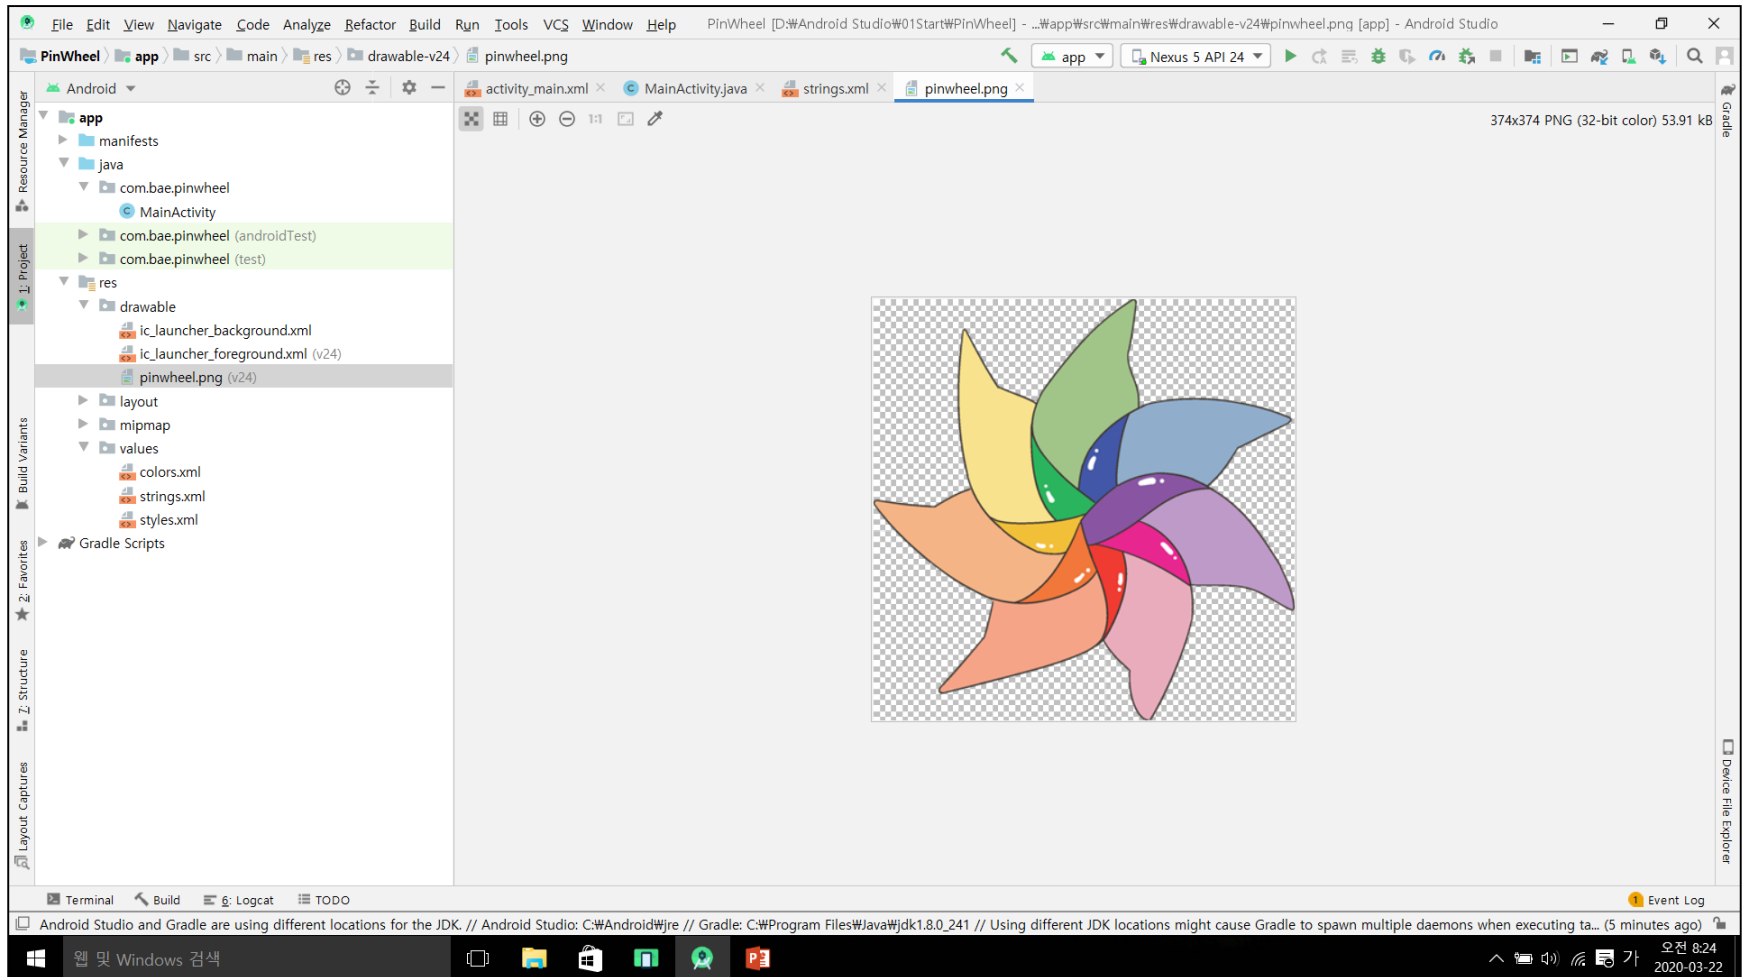 File Edit View Navigate Code Analyze Refactor Build Run Tools VCS Window Help PinWheel [D:₩Android Studio₩01Start₩PinWheel] - ...₩app₩src₩main₩res₩drawable-v24₩pinwheel.png [app] - Android Studio
PinWheel app src main res drawable-v24 pinwheel.png app Nexus 5 API 24
Android activity_main.xml MainActivity.java strings.xml pinwheel.png
1:1 374x374 PNG (32-bit color) 53.91 kB
app
manifests
java
com.bae.pinwheel
MainActivity
com.bae.pinwheel (androidTest)
com.bae.pinwheel (test)
res
drawable
ic_launcher_background.xml
ic_launcher_foreground.xml (v24)
pinwheel.png (v24)
layout
mipmap
values
colors.xml
strings.xml
styles.xml
Gradle Scripts
Resource Manager
1: Project
Build Variants
2: Favorites
7: Structure
Layout Captures
Gradle
Device File Explorer
Terminal Build 6: Logcat TODO 1 Event Log
Android Studio and Gradle are using different locations for the JDK. // Android Studio: C:₩Android₩jre // Gradle: C:₩Program Files₩Java₩jdk1.8.0_241 // Using different JDK locations might cause Gradle to spawn multiple daemons when executing ta... (5 minutes ago)
웹 및 Windows 검색 가 오전 8:24
2020-03-22